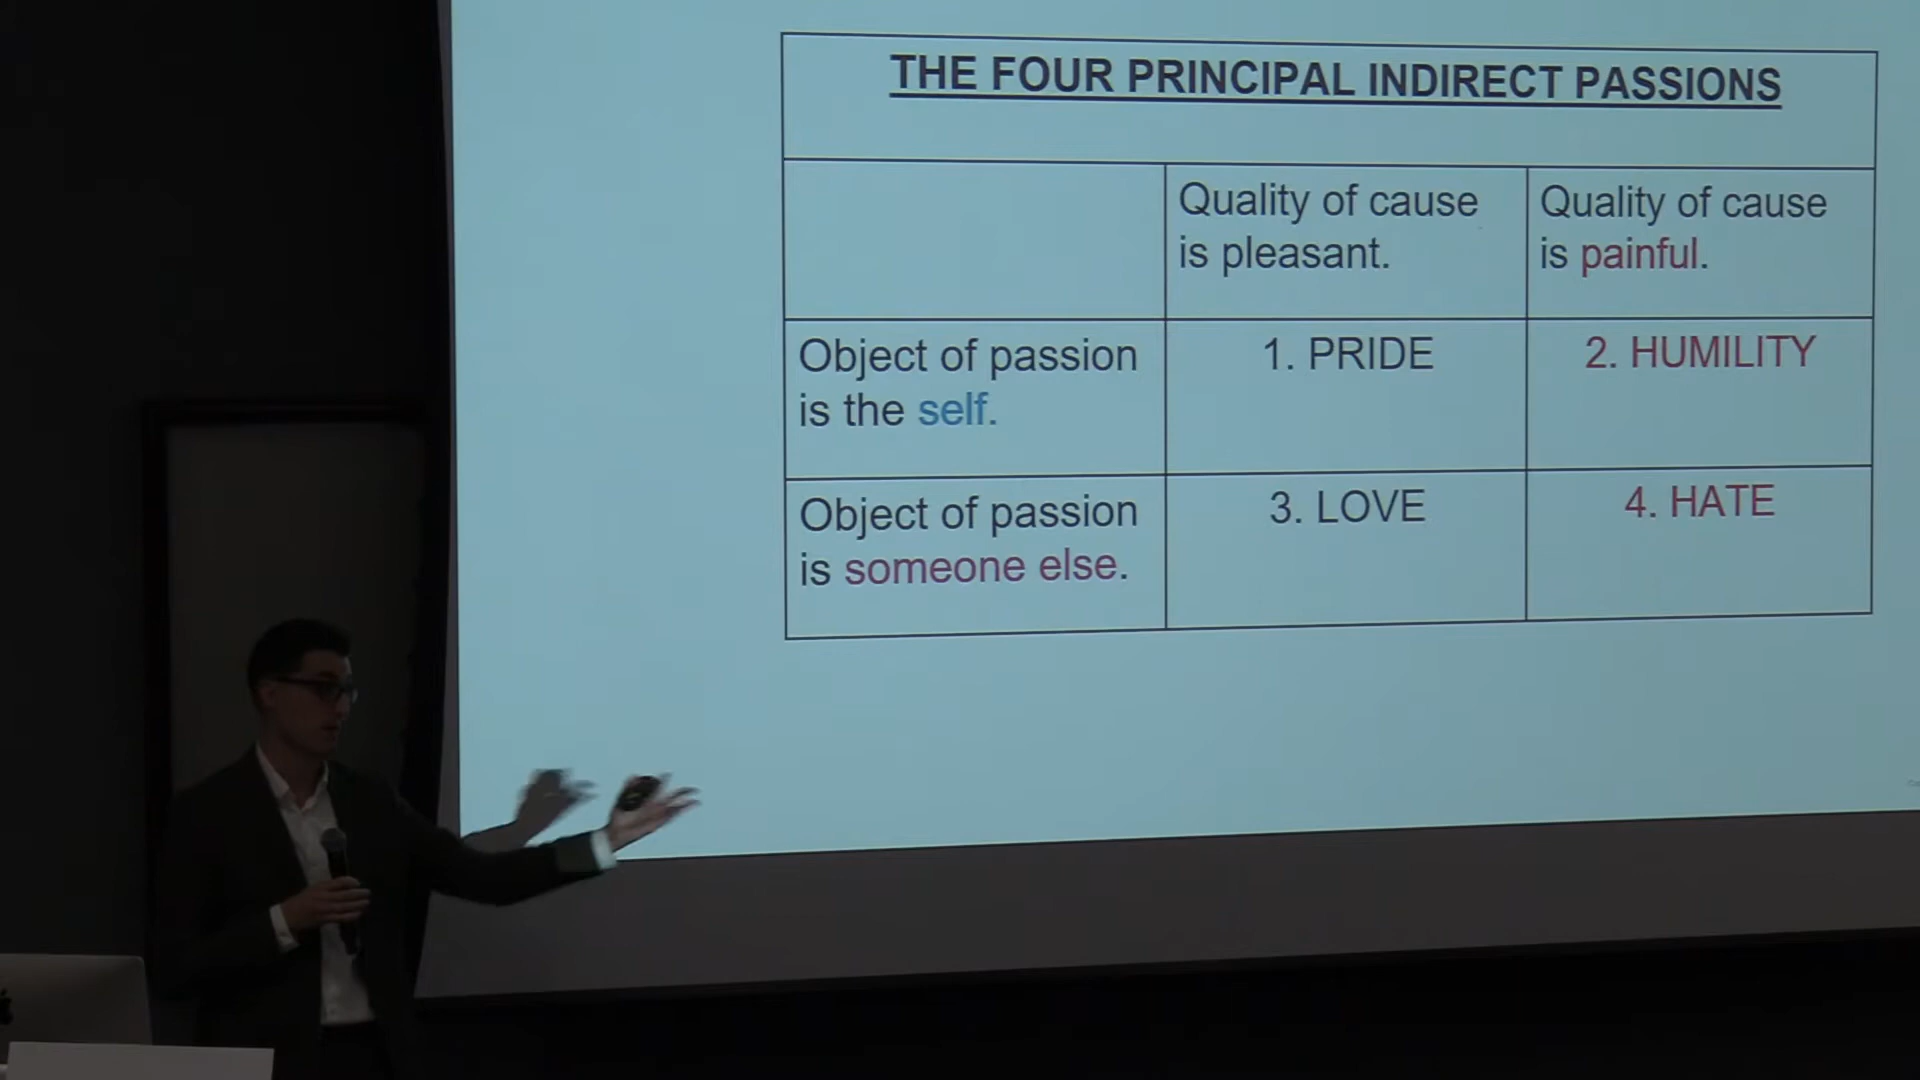 THE FOUR PRINCIPAL INDIRECT PASSIONS
Quality of cause
is pleasant.
Quality of cause
is painful.
Object of passion
is the self.
1. PRIDE
2. HUMILITY
Object of passion
is someone else.
3. LOVE
4. HATE